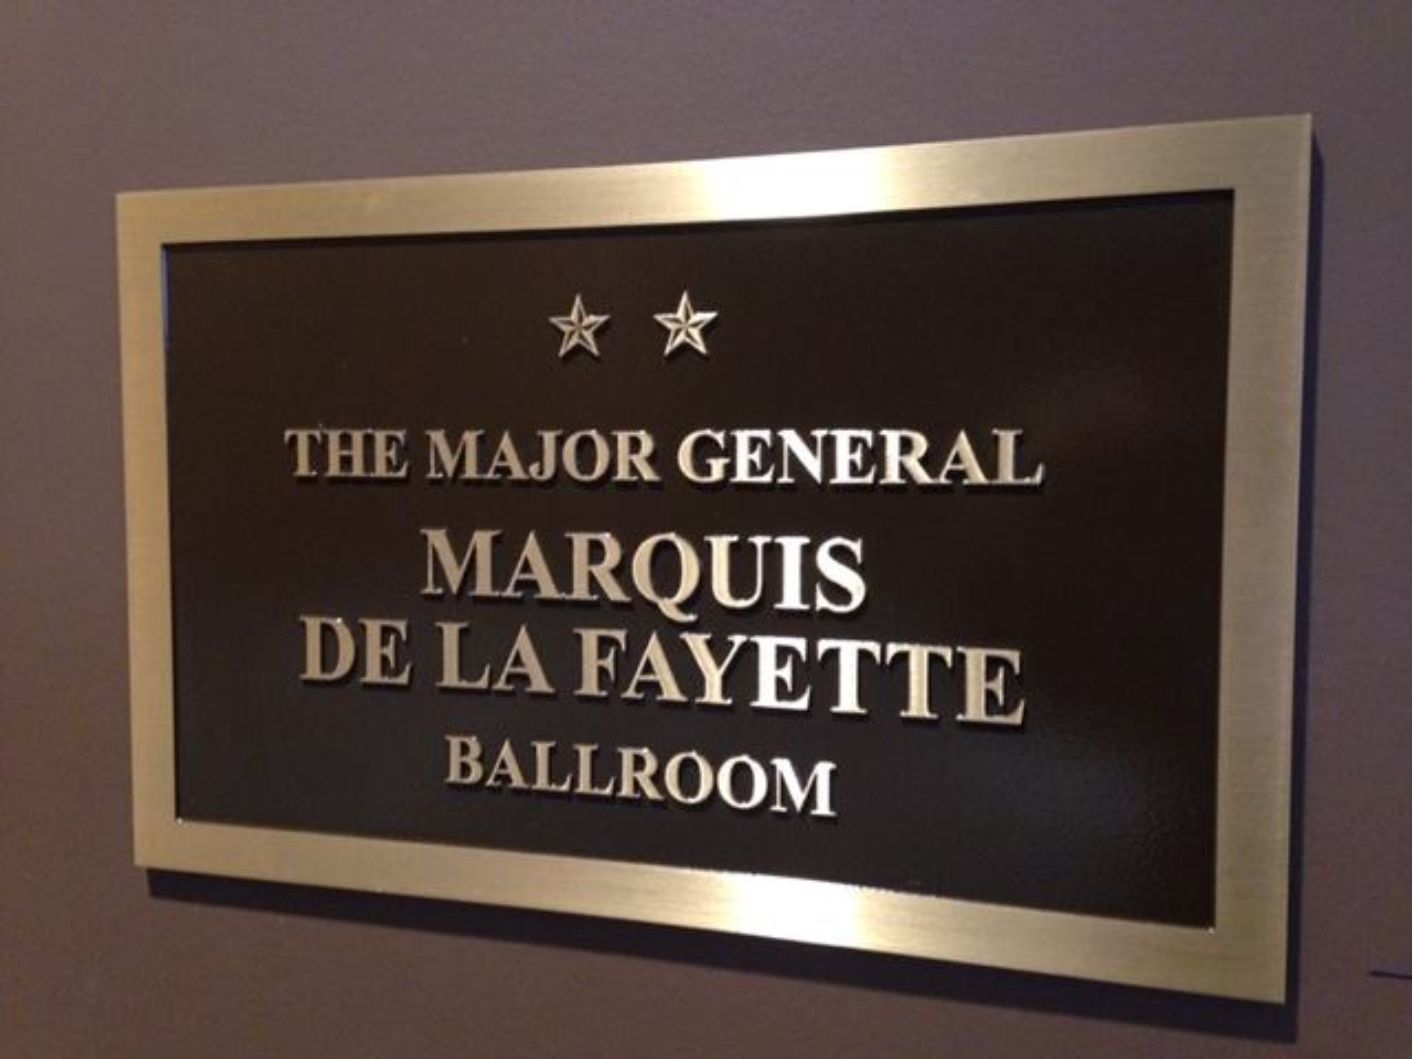 THE MAJOR GENERAL
MARQUIS
DE LA FAYETTE
BALLROOM